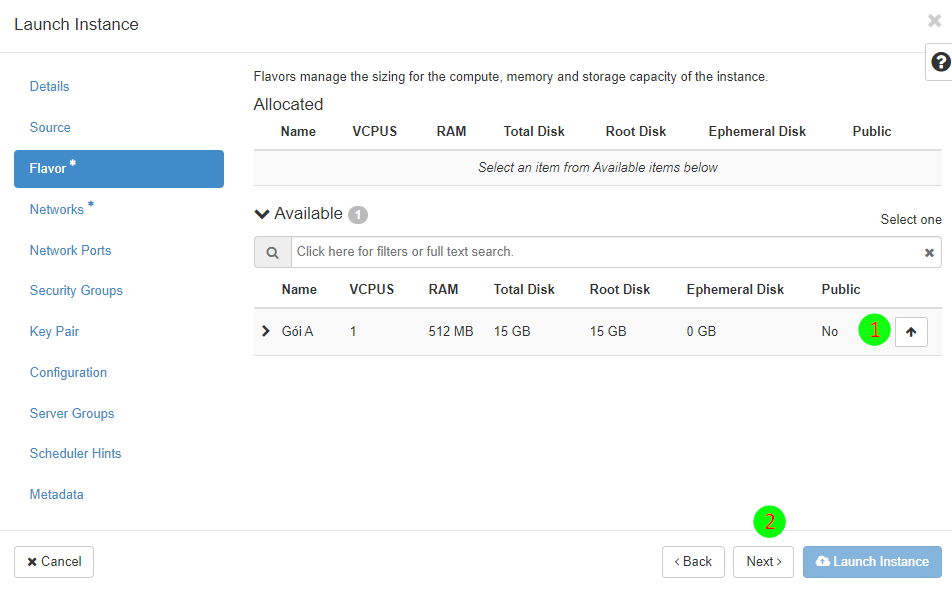 Launch Instance
Details
Source
Flavor *
Networks *
Network Ports
Security Groups
Key Pair
Configuration
Server Groups
Scheduler Hints
Metadata
Flavors manage the sizing for the compute, memory and storage capacity of the instance.
Allocated
Name VCPUS RAM Total Disk Root Disk Ephemeral Disk Public
Select an item from Available items below
Available 1
Select one
Click here for filters or full text search.
Name VCPUS RAM Total Disk Root Disk Ephemeral Disk Public
Gói A 1 512 MB 15 GB 15 GB 0 GB No 1
2
Cancel < Back Next > Launch Instance